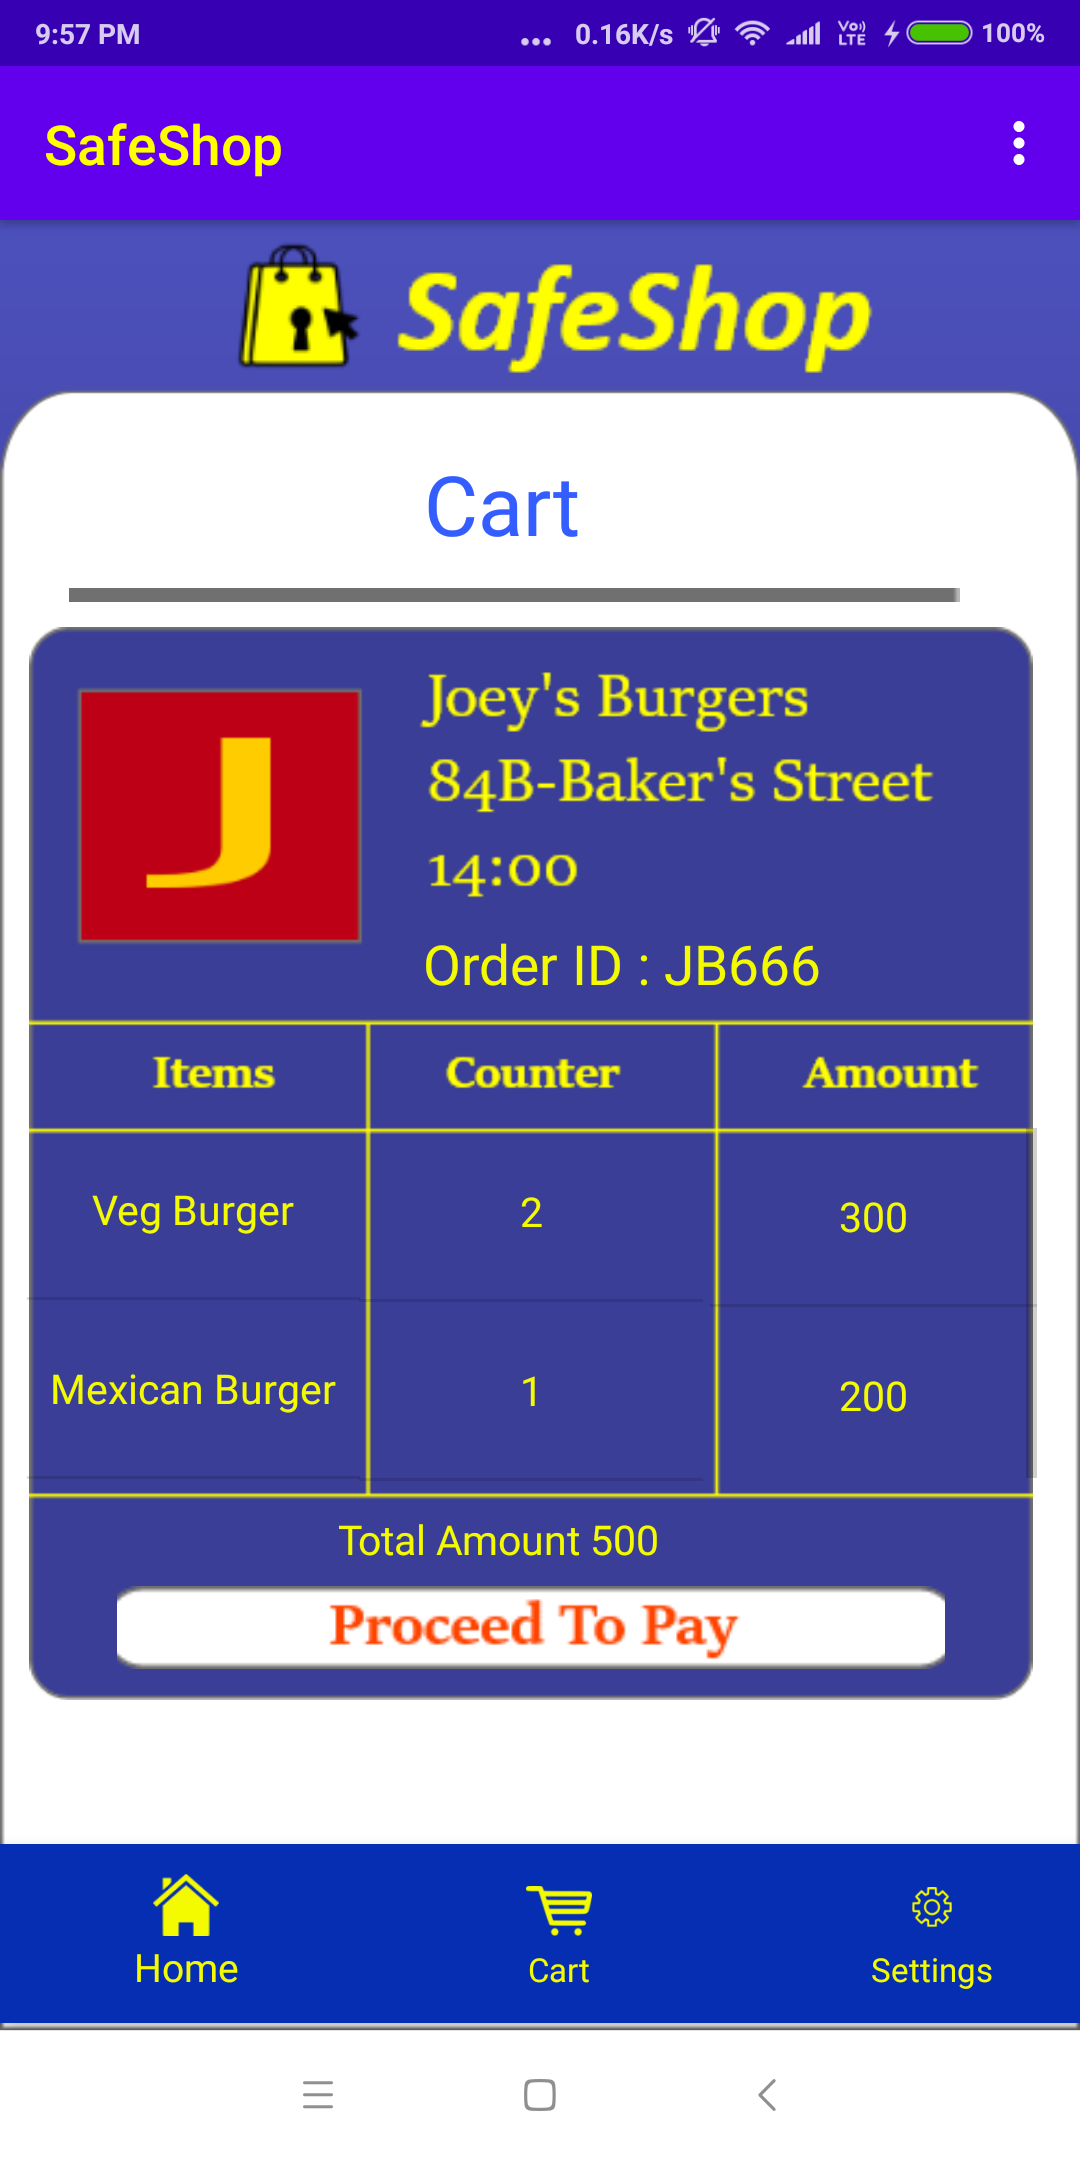 9:57 PM ... 0.16K/s Vo)) LTE 100%
SafeShop
SafeShop
Cart
J
Joey's Burgers
84B-Baker's Street
14:00
Order ID : JB666
Items Counter Amount
Veg Burger 2 300
Mexican Burger 1 200
Total Amount 500
Proceed To Pay
Home Cart Settings